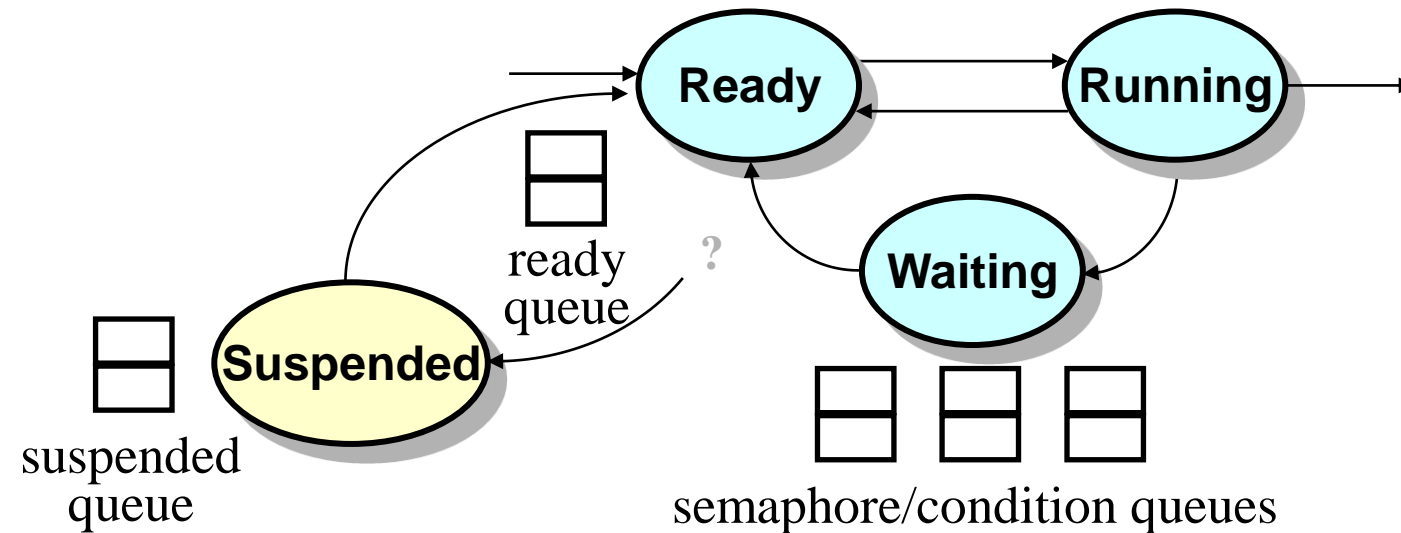 Ready
Running
?
ready
queue
Waiting
Suspended
suspended
queue
semaphore/condition queues